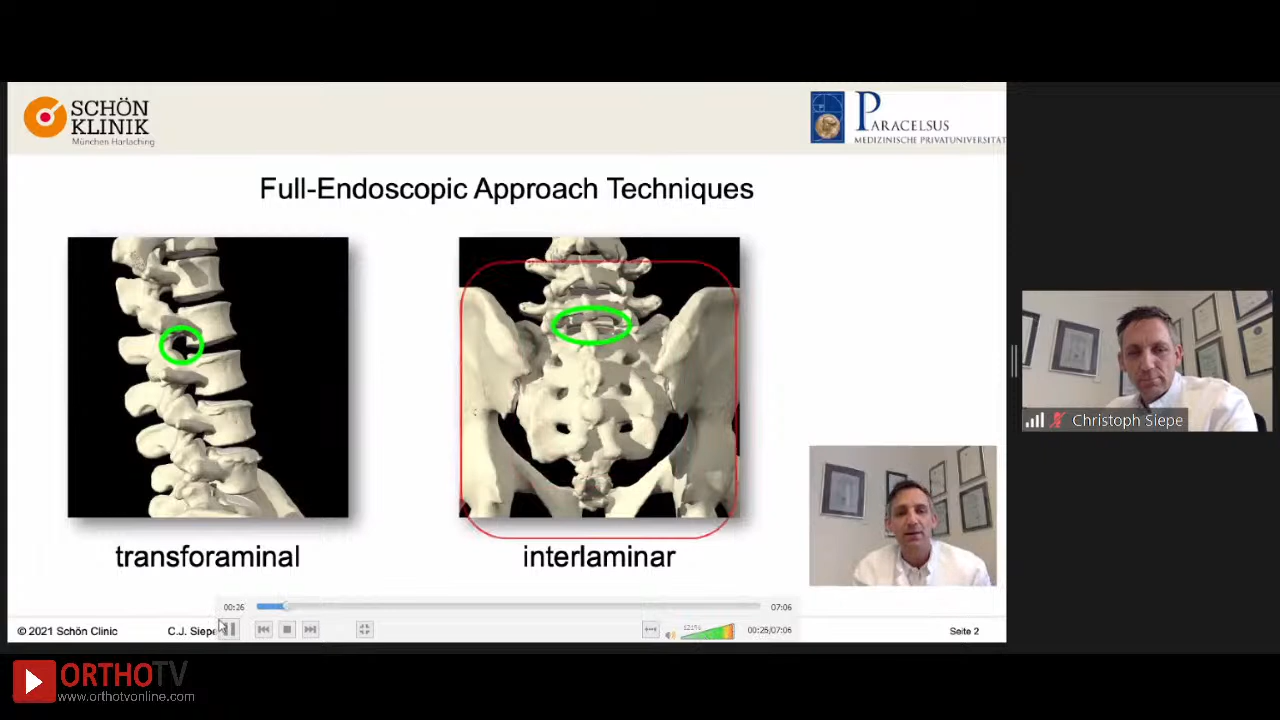 SCHÖN
KLINIK
München Harlaching
PARACELSUS
MEDIZINISCHE PRIVATUNIVERSITÄT
Full-Endoscopic Approach Techniques
transforaminal
interlaminar
Christoph Siepe
00:26
07:06
© 2021 Schön Clinic
C.J. Siepe
00:25/07:06
Seite 2
ORTHOTV
www.orthotvonline.com